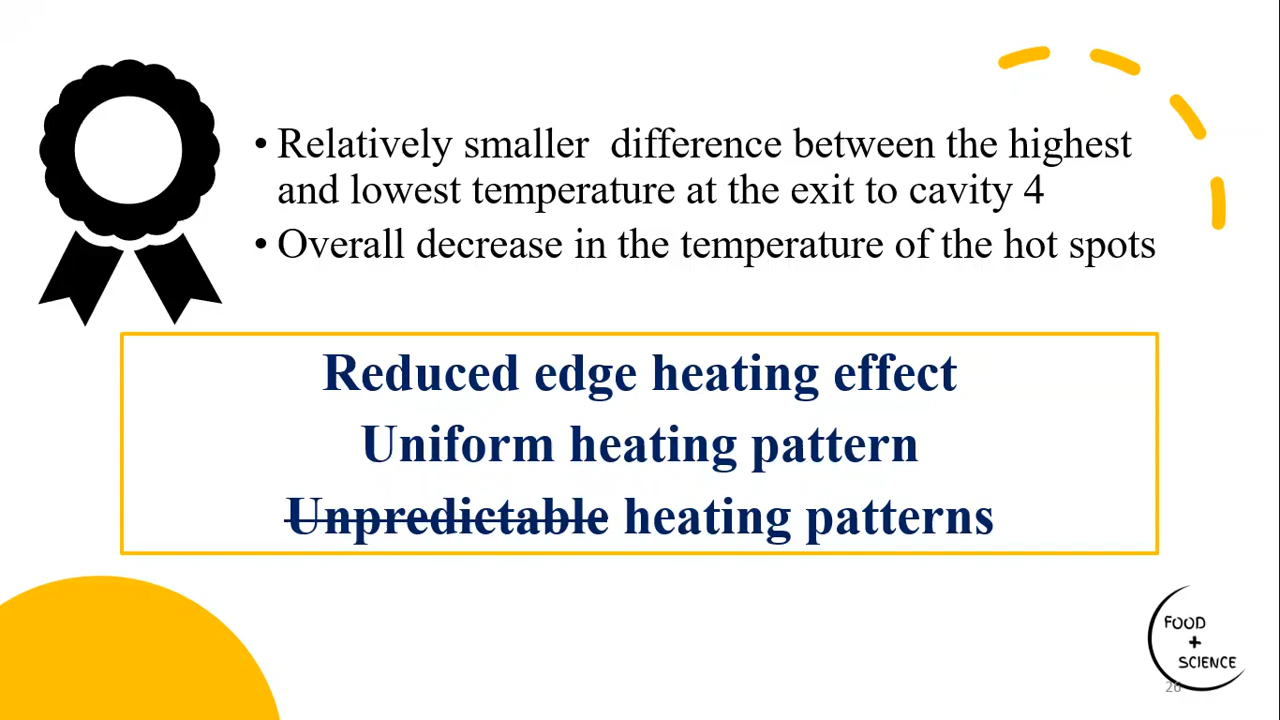 • Relatively smaller difference between the highest
and lowest temperature at the exit to cavity 4
• Overall decrease in the temperature of the hot spots
Reduced edge heating effect
Uniform heating pattern
Unpredictable heating patterns
FOOD
+
SCIENCE
26